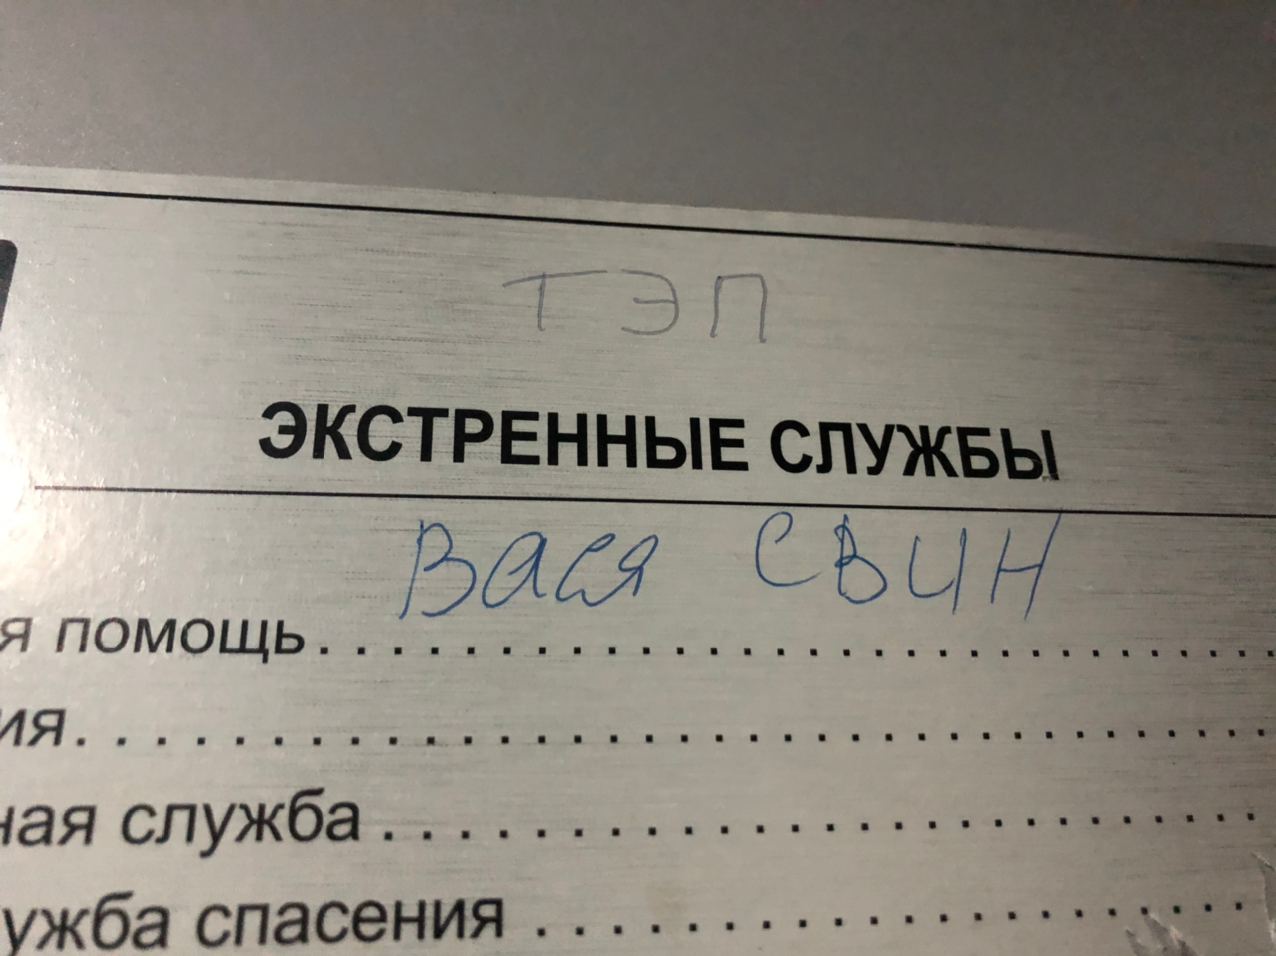 ТЭП
ЭКСТРЕННЫЕ СЛУЖБЫ
Вася СВИН
я помощь
ия
ная служба
ужба спасения